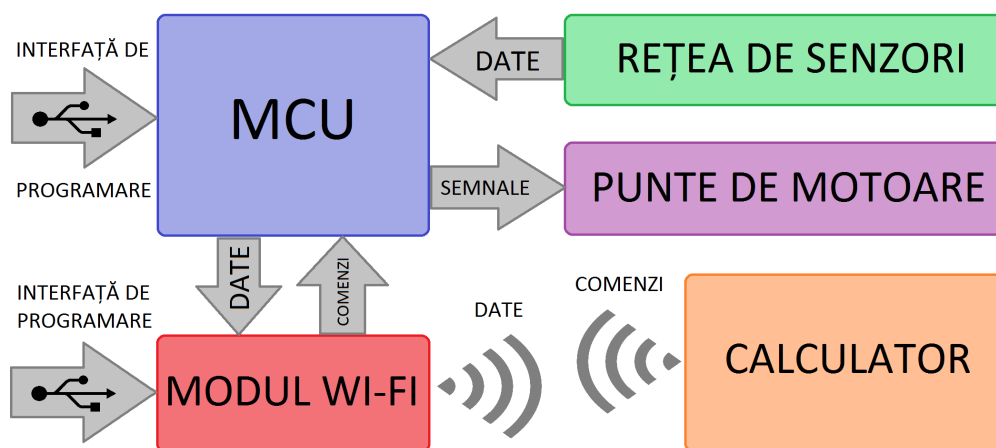 INTERFAȚĂ DE
PROGRAMARE
MCU
DATE
REȚEA DE SENZORI
SEMNALE
PUNTE DE MOTOARE
DATE
COMENZI
INTERFAȚĂ DE
PROGRAMARE
MODUL WI-FI
DATE
COMENZI
CALCULATOR